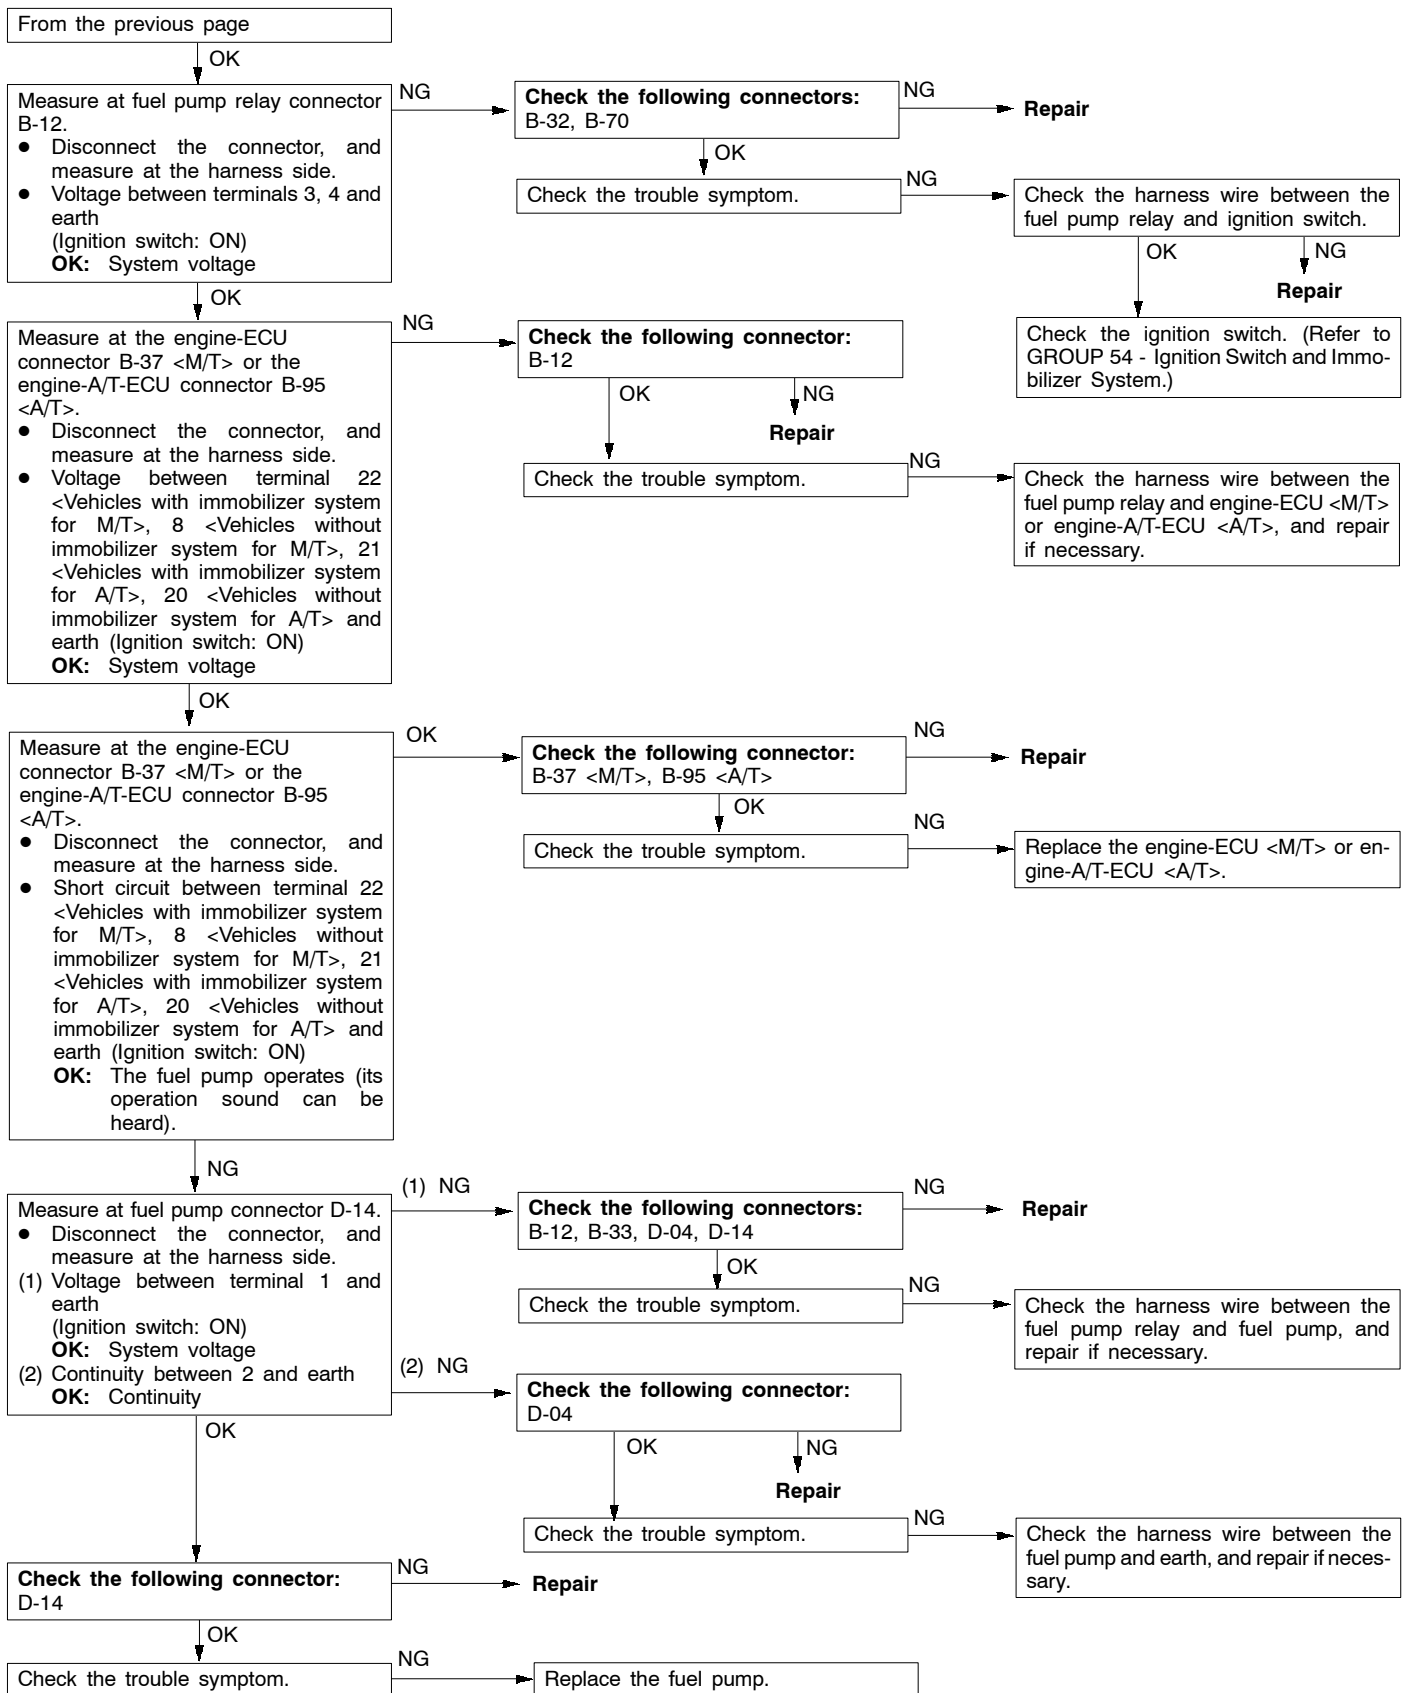 From the previous page
OK
Measure at fuel pump relay connector
B-12.
● Disconnect the connector, and
measure at the harness side.
● Voltage between terminals 3, 4 and
earth
(Ignition switch: ON)
OK: System voltage
NG
Check the following connectors:
B-32, B-70
NG
Repair
OK
Check the trouble symptom.
NG
Check the harness wire between the
fuel pump relay and ignition switch.
OK
NG
Repair
Check the ignition switch. (Refer to
GROUP 54 - Ignition Switch and Immo-
bilizer System.)
OK
Measure at the engine-ECU
connector B-37 <M/T> or the
engine-A/T-ECU connector B-95
<A/T>.
● Disconnect the connector, and
measure at the harness side.
● Voltage between terminal 22
<Vehicles with immobilizer system
for M/T>, 8 <Vehicles without
immobilizer system for M/T>, 21
<Vehicles with immobilizer system
for A/T>, 20 <Vehicles without
immobilizer system for A/T> and
earth (Ignition switch: ON)
OK: System voltage
NG
Check the following connector:
B-12
OK
NG
Repair
Check the trouble symptom.
NG
Check the harness wire between the
fuel pump relay and engine-ECU <M/T>
or engine-A/T-ECU <A/T>, and repair
if necessary.
OK
Measure at the engine-ECU
connector B-37 <M/T> or the
engine-A/T-ECU connector B-95
<A/T>.
● Disconnect the connector, and
measure at the harness side.
● Short circuit between terminal 22
<Vehicles with immobilizer system
for M/T>, 8 <Vehicles without
immobilizer system for M/T>, 21
<Vehicles with immobilizer system
for A/T>, 20 <Vehicles without
immobilizer system for A/T> and
earth (Ignition switch: ON)
OK: The fuel pump operates (its
operation sound can be
heard).
OK
Check the following connector:
B-37 <M/T>, B-95 <A/T>
NG
Repair
OK
Check the trouble symptom.
NG
Replace the engine-ECU <M/T> or en-
gine-A/T-ECU <A/T>.
NG
Measure at fuel pump connector D-14.
● Disconnect the connector, and
measure at the harness side.
(1) Voltage between terminal 1 and
earth
(Ignition switch: ON)
OK: System voltage
(2) Continuity between 2 and earth
OK: Continuity
(1) NG
Check the following connectors:
B-12, B-33, D-04, D-14
NG
Repair
OK
Check the trouble symptom.
NG
Check the harness wire between the
fuel pump relay and fuel pump, and
repair if necessary.
(2) NG
Check the following connector:
D-04
OK
NG
Repair
Check the trouble symptom.
NG
Check the harness wire between the
fuel pump and earth, and repair if neces-
sary.
OK
Check the following connector:
D-14
NG
Repair
OK
Check the trouble symptom.
NG
Replace the fuel pump.